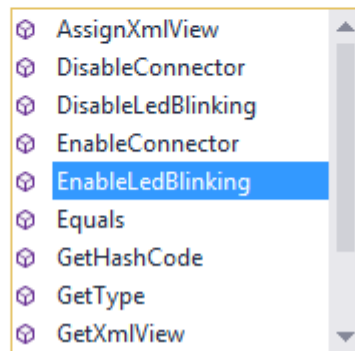 AssignXmlView
DisableConnector
DisableLedBlinking
EnableConnector
EnableLedBlinking
Equals
GetHashCode
GetType
GetXmlView